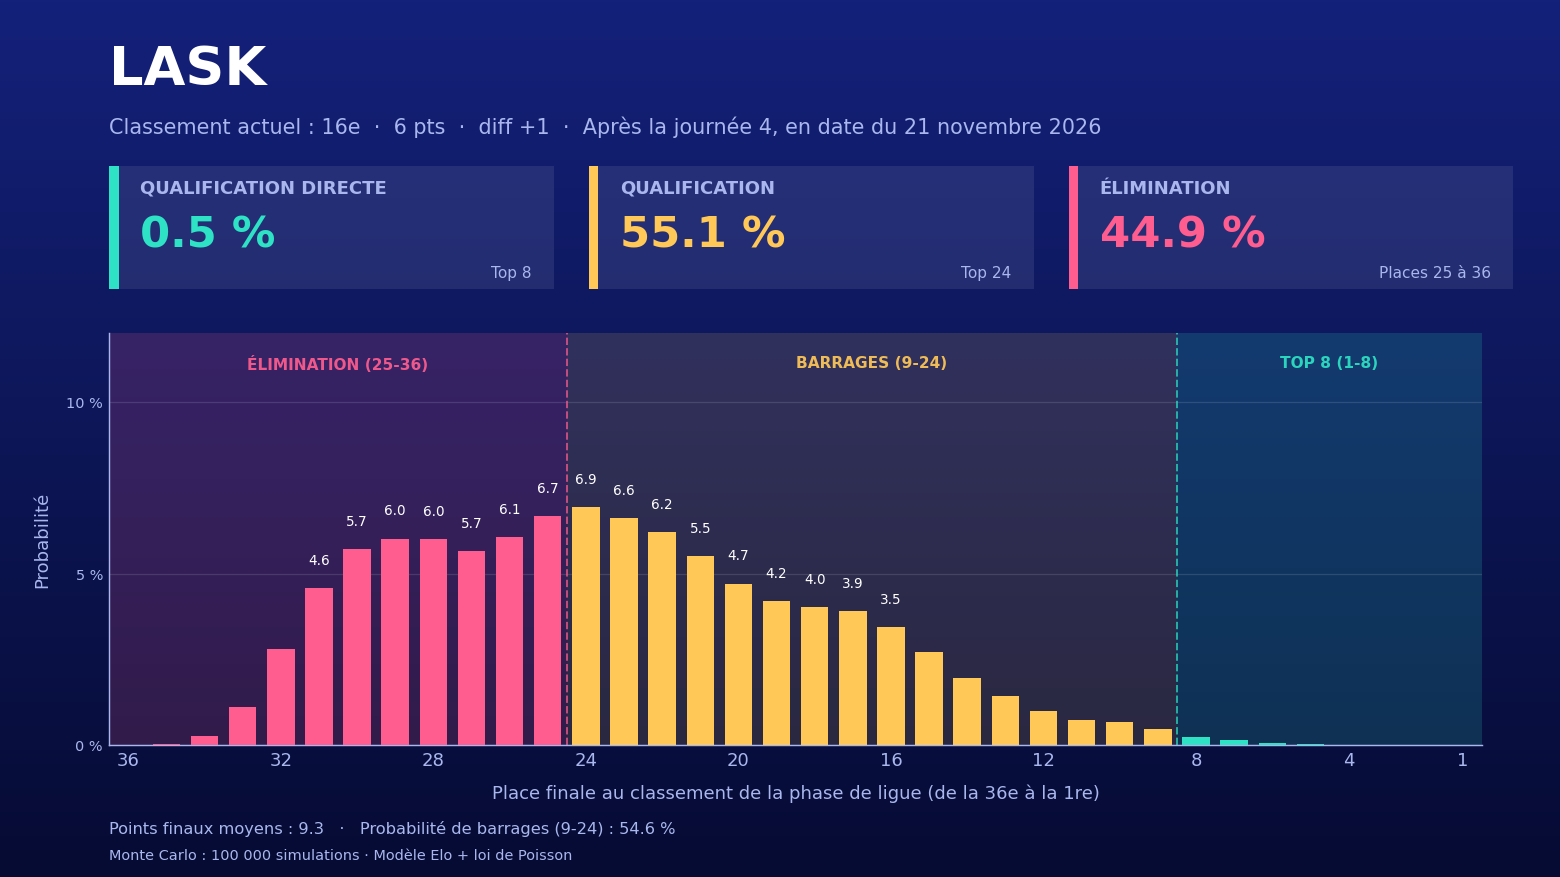 LASK
Classement actuel : 16e · 6 pts · diff +1 · Après la journée 4, en date du 21 novembre 2026
QUALIFICATION DIRECTE
0.5 %
Top 8
QUALIFICATION
55.1 %
Top 24
ÉLIMINATION
44.9 %
Places 25 à 36
ÉLIMINATION (25-36)
BARRAGES (9-24)
TOP 8 (1-8)
Probabilité
10 %
5 %
0 %
4.6
5.7
6.0
6.0
5.7
6.1
6.7
6.9
6.6
6.2
5.5
4.7
4.2
4.0
3.9
3.5
36 32 28 24 20 16 12 8 4 1
Place finale au classement de la phase de ligue (de la 36e à la 1re)
Points finaux moyens : 9.3 · Probabilité de barrages (9-24) : 54.6 %
Monte Carlo : 100 000 simulations · Modèle Elo + loi de Poisson